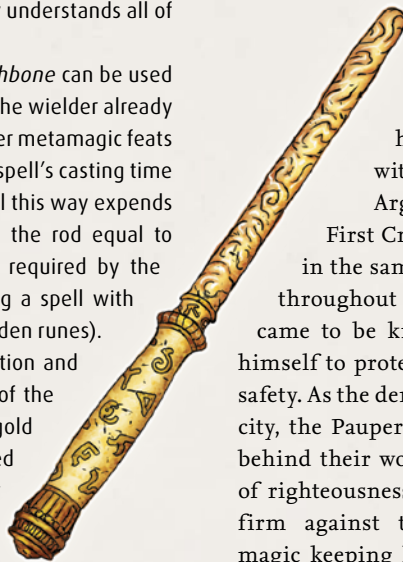 understands all of
hbone can be used
he wielder already
er metamagic feats
spell's casting time
l this way expends
the rod equal to
required by the
g a spell with
den runes).
tion and
of the
gold
ed
h
wit
Arg
First Cr
in the sam
throughout
came to be k
himself to prote
safety. As the de
city, the Pauper
behind their wo
of righteousness
firm against t
magic keeping